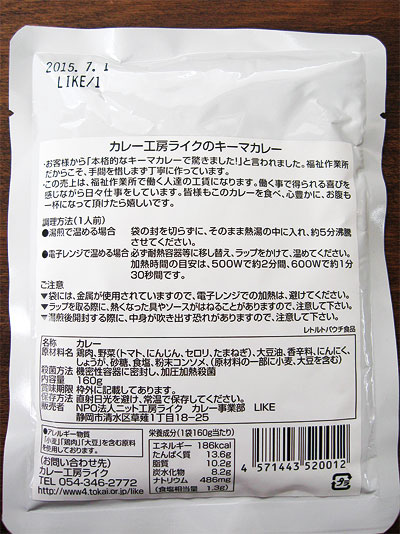 2015. 7. 1
LIKE/1
カレー工房ライクのキーマカレー
・お客様から「本格的なキーマカレーで驚きました!」と言われました。福祉作業所
だからこそ、手間を惜します丁寧に作っています。
・この売上は、福祉作業所で働く人達の工賃になります。働く事で得られる喜びを
感じながら日々仕事をしています。皆様もこのカレーを食べ、心豊かに、お腹も
一杯になって頂けたら嬉しいです。
調理方法(1人前)
●湯煎で温める場合 袋の封を切らずに、そのまま熱湯の中に入れ、約5分沸騰
させてください。
●電子レンジで温める場合 必ず耐熱容器等に移し替え、ラップをかけて、温めてください。
加熱時間の目安は、500Wで約2分間、600Wで約1分
30秒間です。
ご注意
▼袋には、金属が使用されていますので、電子レンジでの加熱は、避けてください。
▼ラップを取る際に、熱くなった具やソースがはねることがありますので、注意して下さい。
▼湯煎後開封する際に、中身が吹き出す恐れがありますので、注意して下さい。
レトルトパウチ食品
名称 カレー
原材料名 鶏肉、野菜(トマト、にんじん、セロリ、たまねぎ)、大豆油、香辛料、にんにく、
しょうが、砂糖、食塩、粉末コンソメ、(原材料の一部に小麦、大豆を含む)
殺菌方法 機密性容器に密封し、加圧加熱殺菌
内容量 160g
賞味期限 枠外に記載してあります。
保存方法 直射日光を避け、常温で保存してください。
販売者 NPO法人ニット工房ライク カレー事業部 LIKE
静岡市清水区草薙1丁目18-25
●アレルギー物質
「小麦」「鶏肉」「大豆」を含む原料
を使用しております。
●(お問い合わせ先)
カレー工房ライク
TEL 054-346-2772
http://www4.tokai.or.jp/like
栄養成分(1袋160g当たり)
エネルギー 186kcal
たんぱく質 13.6g
脂質 10.2g
炭水化物 8.2g
ナトリウム 486mg
(食塩相当量 1.3g)
4 571443 520012